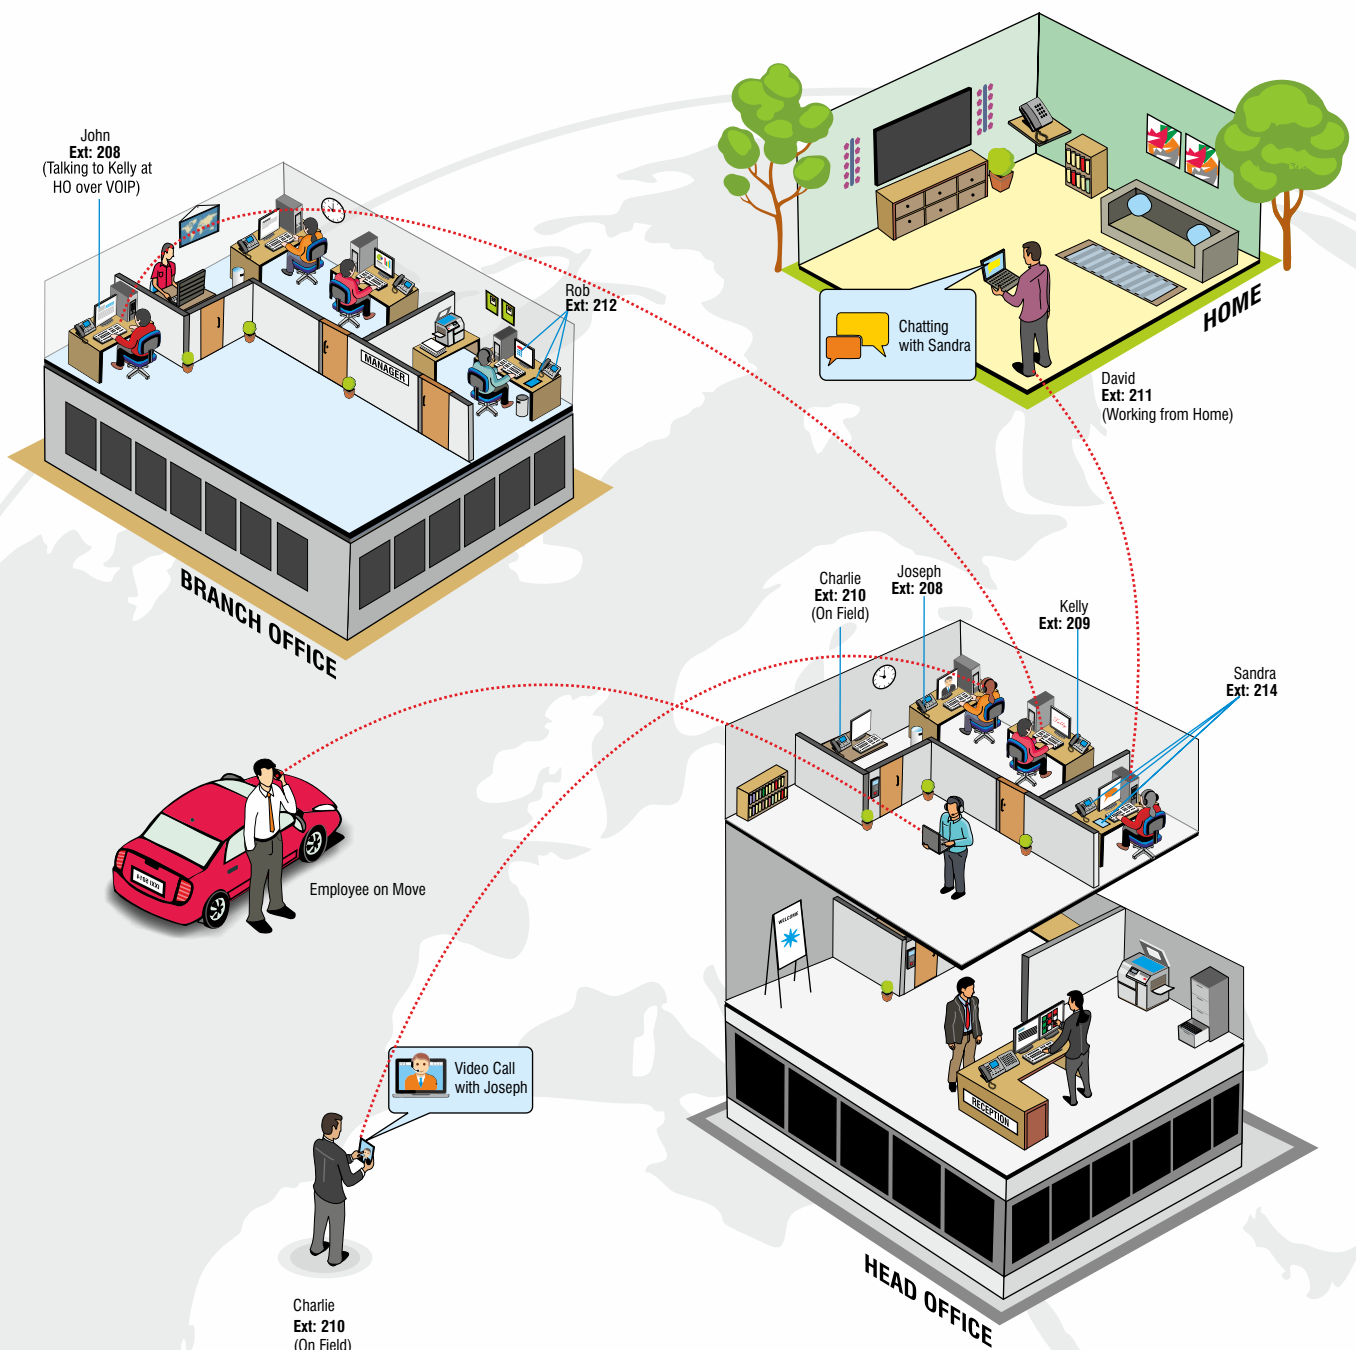 John
Ext: 208
(Talking to Kelly at
HO over VOIP)
Rob
Ext: 212
MANAGER
BRANCH OFFICE
Chatting
with Sandra
HOME
David
Ext: 211
(Working from Home)
Charlie
Ext: 210
(On Field)
Joseph
Ext: 208
Kelly
Ext: 209
Sandra
Ext: 214
Employee on Move
WELCOME
RECEPTION
Video Call
with Joseph
HEAD OFFICE
Charlie
Ext: 210
(On Field)